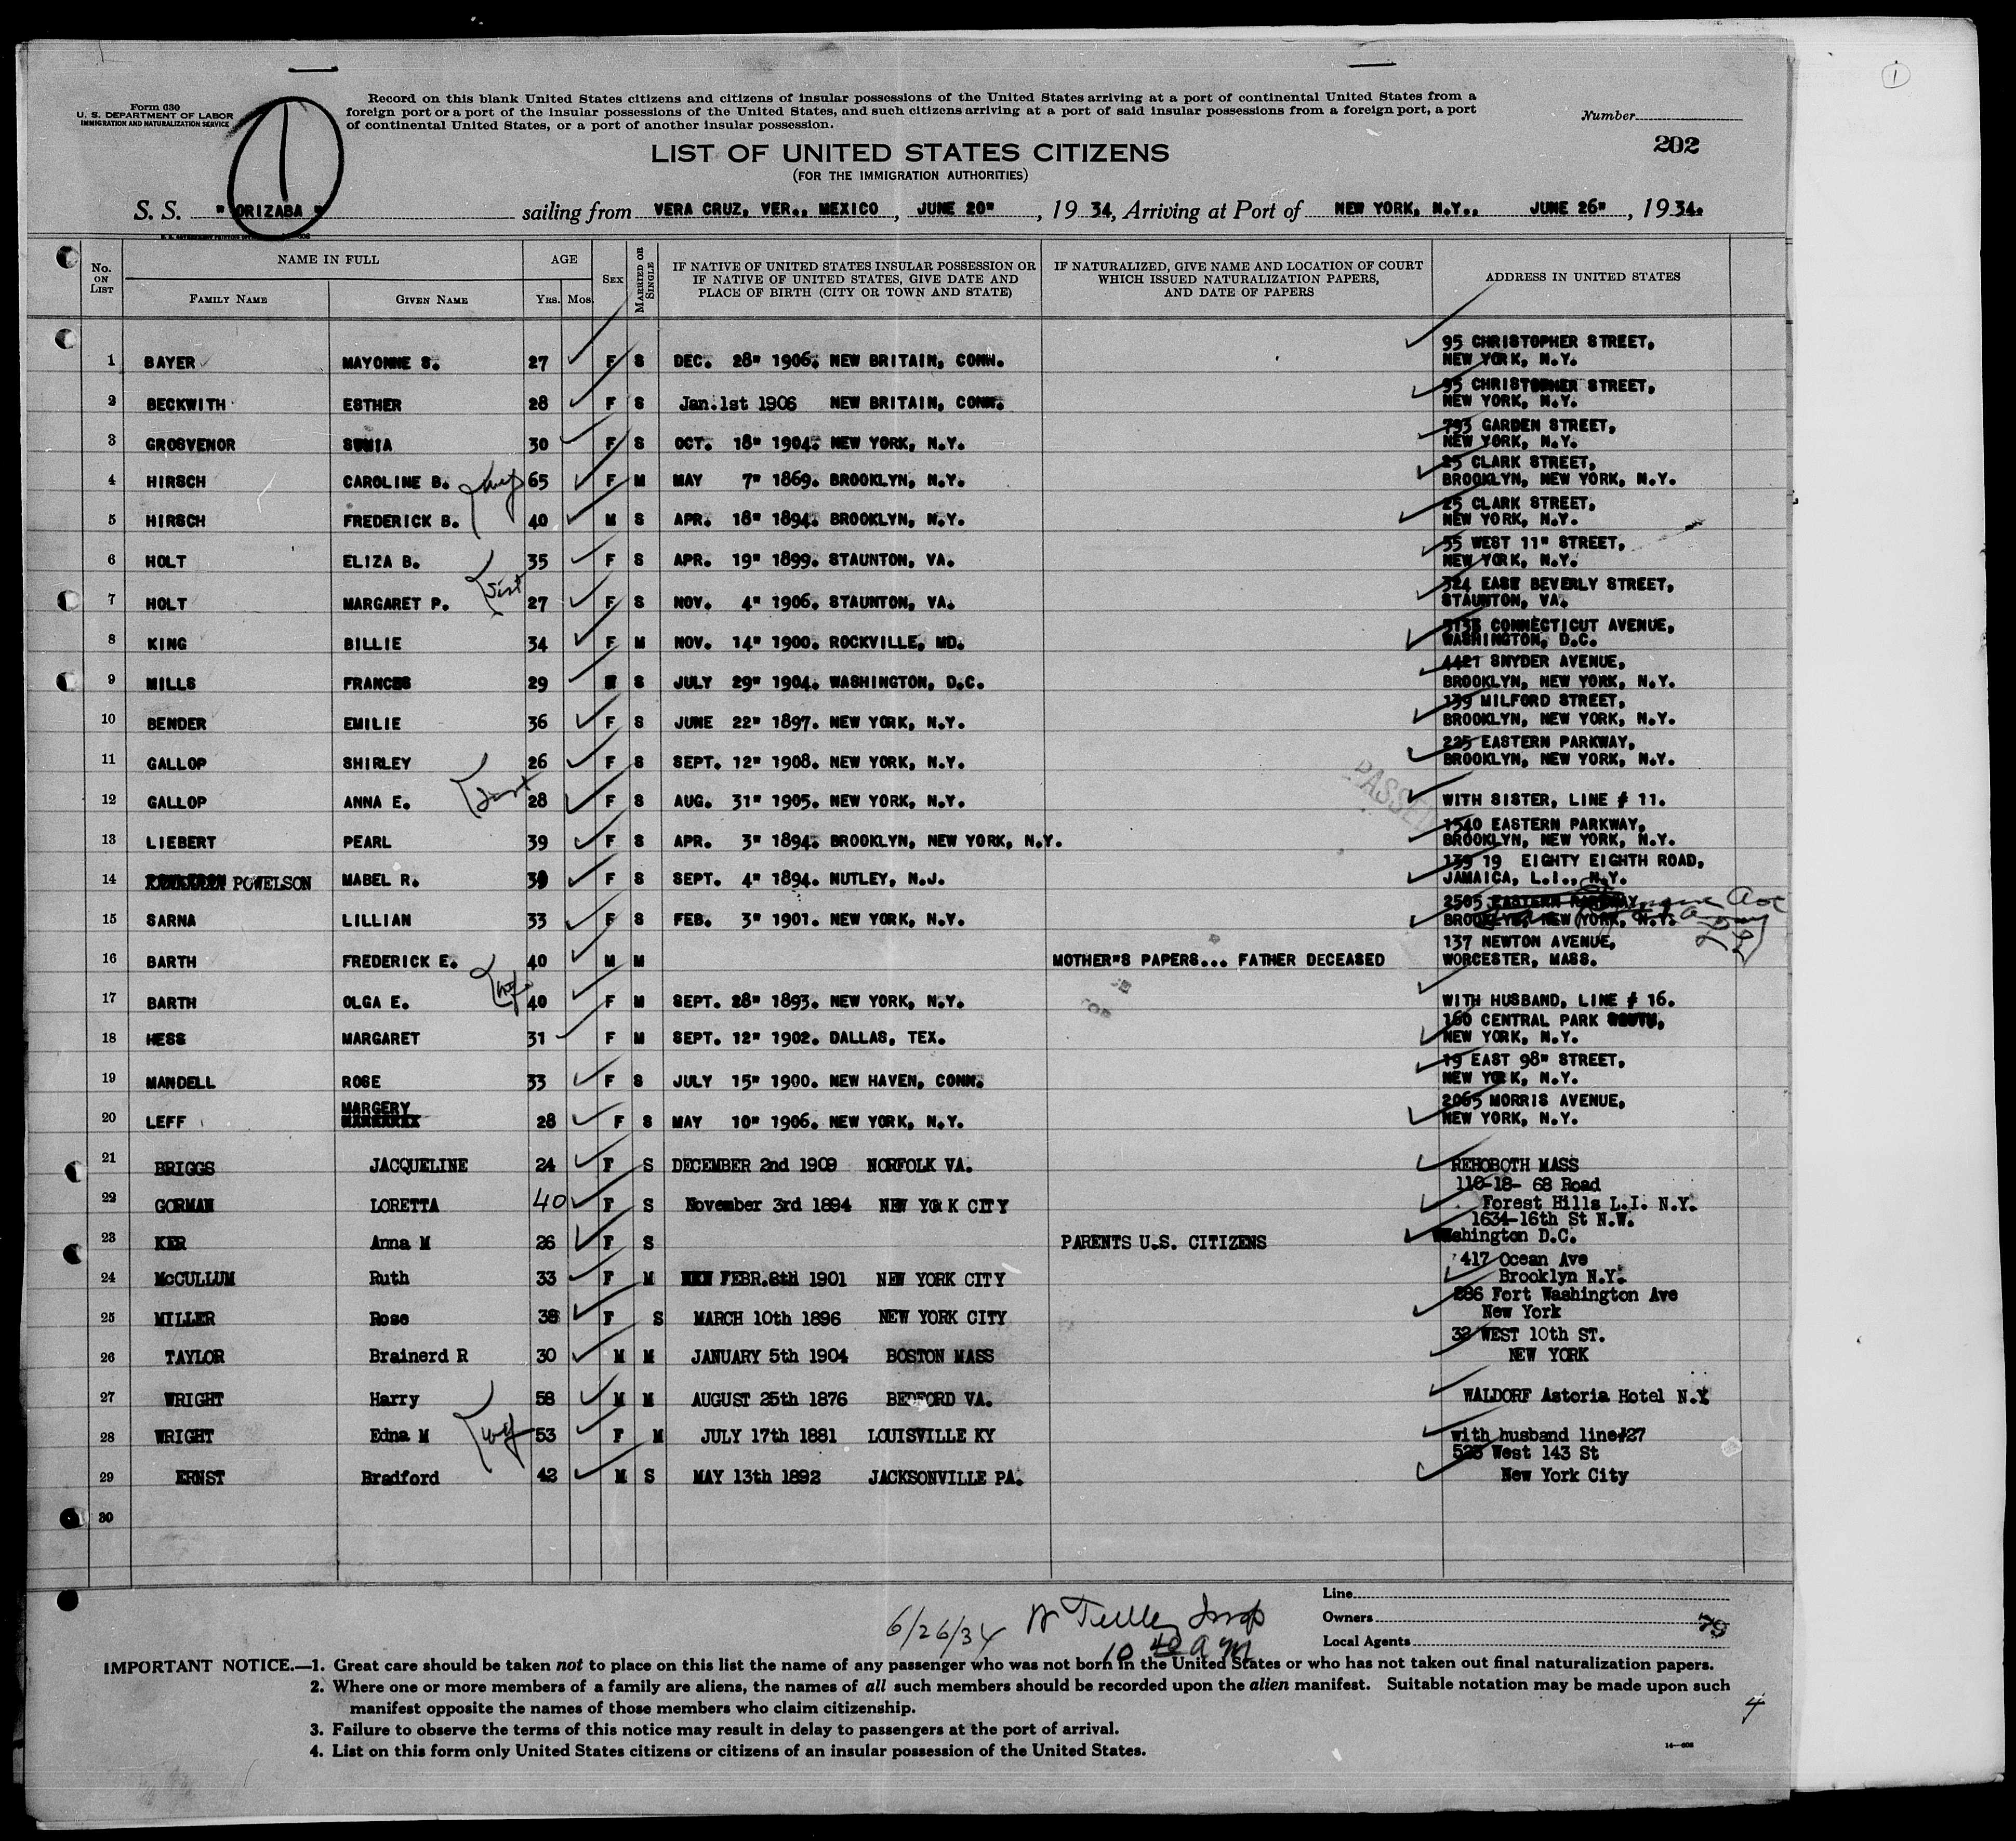 1
Form 630
U. S. DEPARTMENT OF LABOR
IMMIGRATION AND NATURALIZATION SERVICE
1
Record on this blank United States citizens and citizens of insular possessions of the United States arriving at a port of continental United States from a
foreign port or a port of the insular possessions of the United States, and such citizens arriving at a port of said insular possessions from a foreign port, a port
of continental United States, or a port of another insular possession.
Number
202
LIST OF UNITED STATES CITIZENS
(FOR THE IMMIGRATION AUTHORITIES)
S. S. "ORIZABA" sailing from VERA CRUZ, VER., MEXICO, JUNE 20", 19 34, Arriving at Port of NEW YORK, N.Y., JUNE 26", 19 34.
No. ON LIST NAME IN FULL FAMILY NAME GIVEN NAME AGE YRS. MOS. SEX MARRIED OR SINGLE
IF NATIVE OF UNITED STATES INSULAR POSSESSION OR IF NATIVE OF UNITED STATES, GIVE DATE AND PLACE OF BIRTH (CITY OR TOWN AND STATE)
IF NATURALIZED, GIVE NAME AND LOCATION OF COURT WHICH ISSUED NATURALIZATION PAPERS, AND DATE OF PAPERS
ADDRESS IN UNITED STATES
1 BAYER MAYONNE S. 27 F S DEC. 28" 1906. NEW BRITAIN, CONN. 95 CHRISTOPHER STREET, NEW YORK, N.Y.
2 BECKWITH ESTHER 28 F S Jan. 1st 1906 NEW BRITAIN, CONN. 95 CHRISTOPHER STREET, NEW YORK, N.Y.
3 GROSVENOR 30 F S OCT. 18" 1904. NEW YORK, N.Y. 793 GARDEN STREET, NEW YORK, N.Y.
4 HIRSCH CAROLINE B. 65 F M MAY 7" 1869. BROOKLYN, N.Y. 25 CLARK STREET, BROOKLYN, NEW YORK, N.Y.
5 HIRSCH FREDERICK B. 40 M S APR. 18" 1894. BROOKLYN, N.Y. 25 CLARK STREET, NEW YORK, N.Y.
6 HOLT ELIZA B. 35 F S APR. 19" 1899. STAUNTON, VA. 55 WEST 11" STREET, NEW YORK, N.Y.
Sist
7 HOLT MARGARET P. 27 F S NOV. 4" 1906. STAUNTON, VA. 324 EAST BEVERLY STREET, STAUNTON, VA.
8 KING BILLIE 34 F M NOV. 14" 1900. ROCKVILLE, MD. CONNECTICUT AVENUE, WASHINGTON, D.C.
9 MILLS FRANCES 29 S JULY 29" 1904. WASHINGTON, D.C. 4421 SNYDER AVENUE, BROOKLYN, NEW YORK, N.Y.
10 BENDER EMILIE 36 F S JUNE 22" 1897. NEW YORK, N.Y. 139 MILFORD STREET, BROOKLYN, NEW YORK, N.Y.
11 GALLOP SHIRLEY 26 F S SEPT. 12" 1908. NEW YORK, N.Y. 225 EASTERN PARKWAY, BROOKLYN, NEW YORK, N.Y.
Sist
12 GALLOP ANNA E. 28 F S AUG. 31" 1905. NEW YORK, N.Y. WITH SISTER, LINE # 11.
PASSED
13 LIEBERT PEARL 39 F S APR. 3" 1894. BROOKLYN, NEW YORK, N.Y. 1540 EASTERN PARKWAY, BROOKLYN, NEW YORK, N.Y.
14 POWELSON MABEL R. 39 F S SEPT. 4" 1894. NUTLEY, N.J. 139 19 EIGHTY EIGHTH ROAD, JAMAICA, L.I., N.Y.
15 SARNA LILLIAN 33 F S FEB. 3" 1901. NEW YORK, N.Y. 2505 EASTERN PARKWAY, BROOKLYN, NEW YORK, N.Y.
16 BARTH FREDERICK E. 40 M M MOTHER"S PAPERS... FATHER DECEASED 137 NEWTON AVENUE, WORCESTER, MASS.
wf
17 BARTH OLGA E. 40 F M SEPT. 28" 1893. NEW YORK, N.Y. WITH HUSBAND, LINE # 16.
18 HESS MARGARET 31 F M SEPT. 12" 1902. DALLAS, TEX. 160 CENTRAL PARK SOUTH, NEW YORK, N.Y.
19 MANDELL ROSE 33 F S JULY 15" 1900. NEW HAVEN, CONN. 19 EAST 98" STREET, NEW YORK, N.Y.
20 LEFF MARGERY 28 F S MAY 10" 1906. NEW YORK, N.Y. 2065 MORRIS AVENUE, NEW YORK, N.Y.
21 BRIGGS JACQUELINE 24 F S DECEMBER 2nd 1909 NORFOLK VA. REHOBOTH MASS
22 GORMAN LORETTA 40 F S November 3rd 1894 NEW YORK CITY 110-18- 68 Road Forest Hills L.I. N.Y.
23 KER Anna M 26 F S PARENTS U.S. CITIZENS 1634-16th St N.W. Washington D.C.
24 McCULLUM Ruth 33 F M FEBR. 8th 1901 NEW YORK CITY 417 Ocean Ave Brooklyn N.Y.
25 MILLER Rose 38 F S MARCH 10th 1896 NEW YORK CITY 286 Fort Washington Ave New York
26 TAYLOR Brainerd R 30 M M JANUARY 5th 1904 BOSTON MASS 32 WEST 10th ST. NEW YORK
27 WRIGHT Harry 58 M M AUGUST 25th 1876 BEDFORD VA. WALDORF Astoria Hotel N.Y
wf
28 WRIGHT Edna M 53 F M JULY 17th 1881 LOUISVILLE KY with husband line#27
29 ERNST Bradford 42 M S MAY 13th 1892 JACKSONVILLE PA. 523 West 143 St New York City
30
Line
Owners
Local Agents
6/26/34 W Tulley Insp
10 40 am
IMPORTANT NOTICE.—1. Great care should be taken not to place on this list the name of any passenger who was not born in the United States or who has not taken out final naturalization papers.
2. Where one or more members of a family are aliens, the names of all such members should be recorded upon the alien manifest. Suitable notation may be made upon such
manifest opposite the names of those members who claim citizenship.
3. Failure to observe the terms of this notice may result in delay to passengers at the port of arrival.
4. List on this form only United States citizens or citizens of an insular possession of the United States.
4